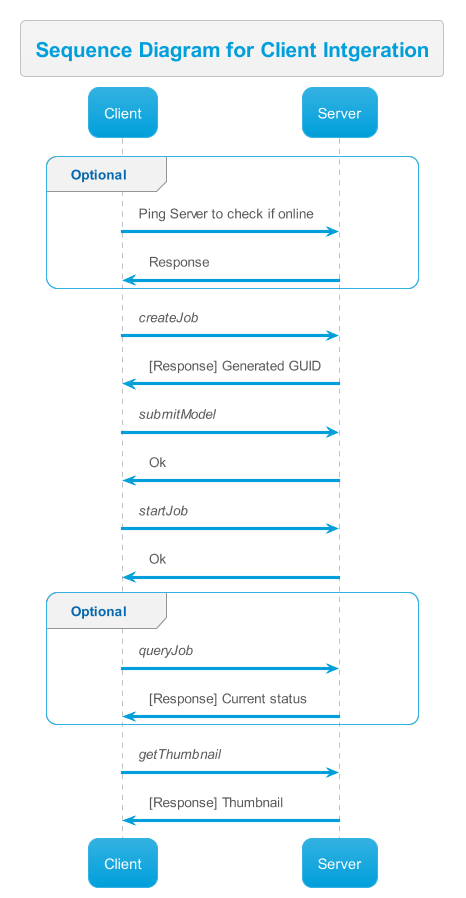 Sequence Diagram for Client Intgeration
Client Server
Optional
Ping Server to check if online
Response
createJob
[Response] Generated GUID
submitModel
Ok
startJob
Ok
Optional
queryJob
[Response] Current status
getThumbnail
[Response] Thumbnail
Client Server